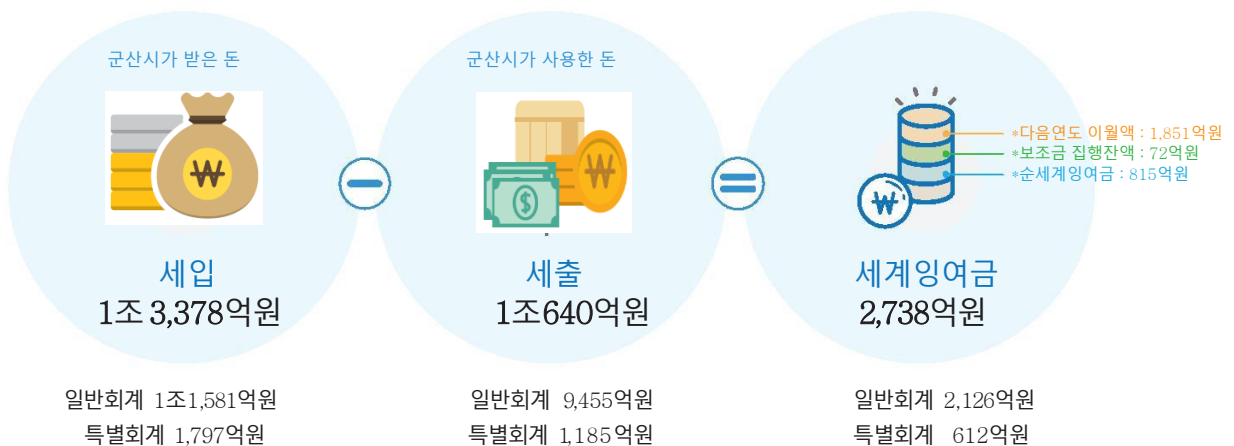 군산시가 받은 돈
군산시가 사용한 돈
*다음연도 이월액 : 1,851억원
*보조금 집행잔액 : 72억원
*순세계잉여금 : 815억원
세입
1조 3,378억원
세출
1조640억원
세계잉여금
2,738억원
일반회계 1조1,581억원
특별회계 1,797억원
일반회계 9,455억원
특별회계 1,185억원
일반회계 2,126억원
특별회계 612억원